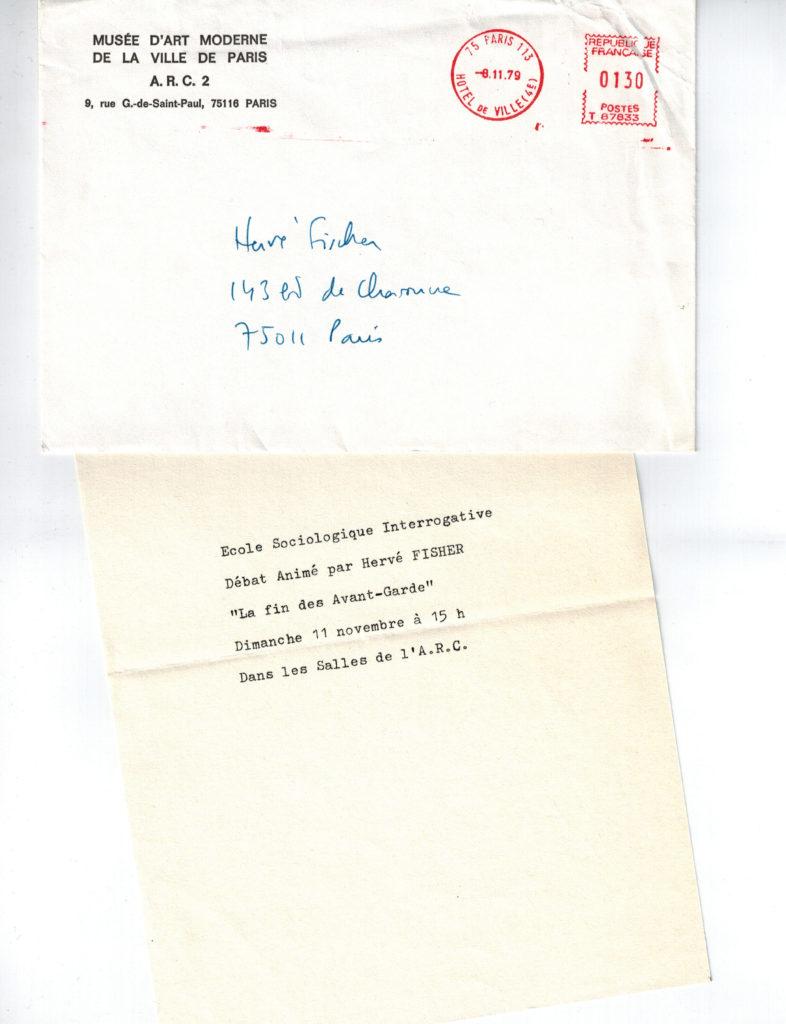 MUSÉE D'ART MODERNE
DE LA VILLE DE PARIS
A. R. C. 2
9, rue G.-de-Saint-Paul, 75116 PARIS
75 PARIS 113
-8.11.79
HOTEL DE VILLE (4E)
REPUBLIQUE
FRANCAISE
0130
POSTES
T 67833
Hervé Fischer
143 Bd de Charonne
75011 Paris
Ecole Sociologique Interrogative
Débat Animé par Hervé FISHER
"La fin des Avant-Garde"
Dimanche 11 novembre à 15 h
Dans les Salles de l'A.R.C.